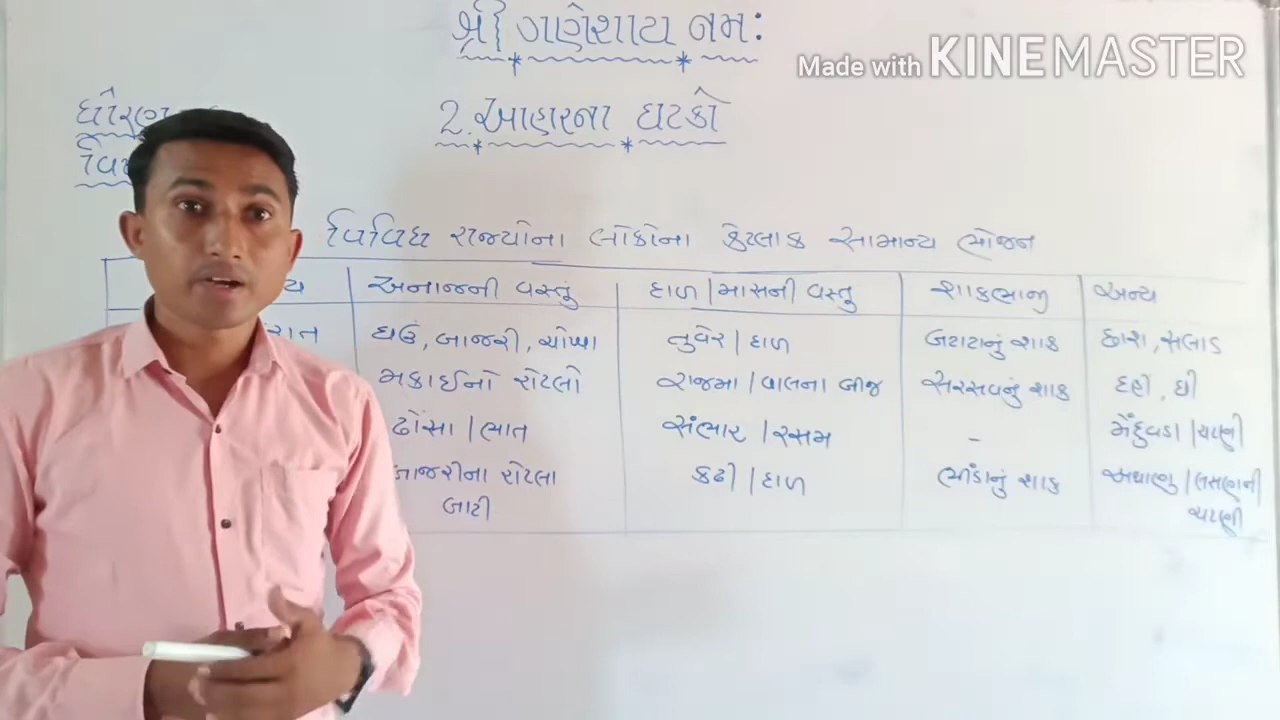 શ્રી ગણેશાય નમ:
Made with KINEMASTER
ધોરણ
2. આહારના ઘટકો
વિવિધ રાજ્યોના લોકોના કેટલાક સામાન્ય ભોજન
અનાજની વસ્તું દાળ | માસની વસ્તુ શાકભાજી અન્ય
ઘઉં, બાજરી, ચોખા તુવેર | દાળ બટાટાનું શાક છાશ, સલાડ
મકાઈનો રોટલો રાજમા | વાલના બીજ સરસવનું શાક દહીં, ઘી
ઢોંસા | ભાત સંભાર | રસમ - મેંદુવડા | ચટણી
બાજરીના રોટલા કઢી | દાળ ભીંડાનું શાક અથાણુ | લસણની
બાટી ચટણી